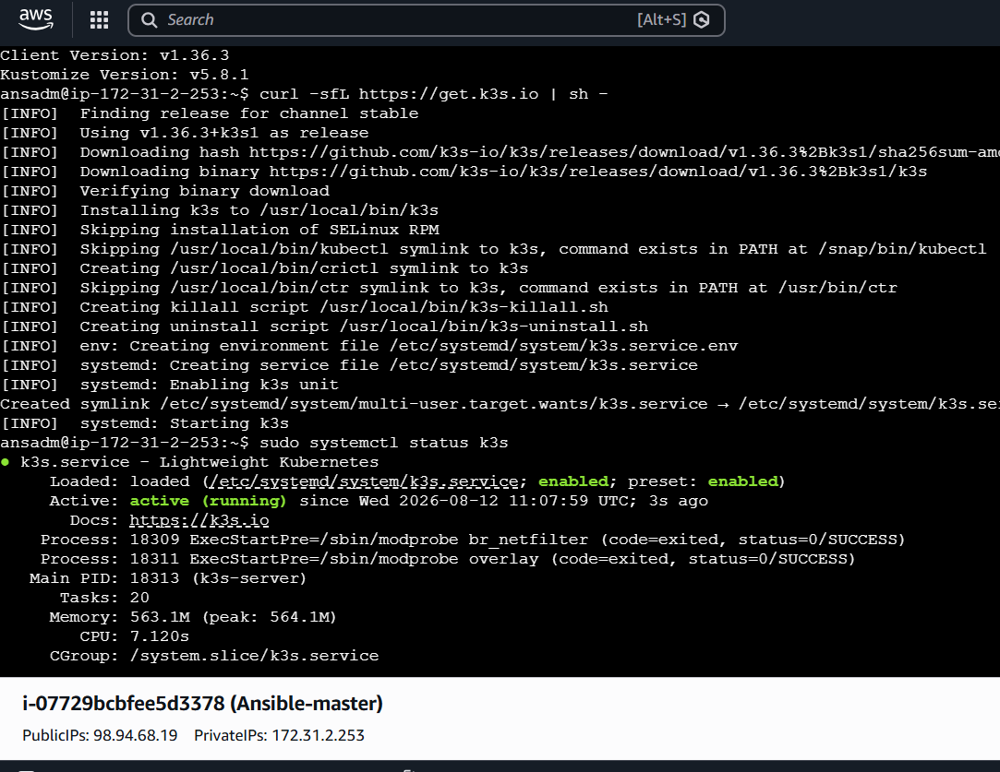 aws
Search [Alt+S]
Client Version: v1.36.3
Kustomize Version: v5.8.1
ansadm@ip-172-31-2-253:~$ curl -sfL https://get.k3s.io | sh -
[INFO]  Finding release for channel stable
[INFO]  Using v1.36.3+k3s1 as release
[INFO]  Downloading hash https://github.com/k3s-io/k3s/releases/download/v1.36.3%2Bk3s1/sha256sum-am
[INFO]  Downloading binary https://github.com/k3s-io/k3s/releases/download/v1.36.3%2Bk3s1/k3s
[INFO]  Verifying binary download
[INFO]  Installing k3s to /usr/local/bin/k3s
[INFO]  Skipping installation of SELinux RPM
[INFO]  Skipping /usr/local/bin/kubectl symlink to k3s, command exists in PATH at /snap/bin/kubectl
[INFO]  Creating /usr/local/bin/crictl symlink to k3s
[INFO]  Skipping /usr/local/bin/ctr symlink to k3s, command exists in PATH at /usr/bin/ctr
[INFO]  Creating killall script /usr/local/bin/k3s-killall.sh
[INFO]  Creating uninstall script /usr/local/bin/k3s-uninstall.sh
[INFO]  env: Creating environment file /etc/systemd/system/k3s.service.env
[INFO]  systemd: Creating service file /etc/systemd/system/k3s.service
[INFO]  systemd: Enabling k3s unit
Created symlink /etc/systemd/system/multi-user.target.wants/k3s.service → /etc/systemd/system/k3s.se
[INFO]  systemd: Starting k3s
ansadm@ip-172-31-2-253:~$ sudo systemctl status k3s
● k3s.service - Lightweight Kubernetes
Loaded: loaded (/etc/systemd/system/k3s.service; enabled; preset: enabled)
Active: active (running) since Wed 2026-08-12 11:07:59 UTC; 3s ago
Docs: https://k3s.io
Process: 18309 ExecStartPre=/sbin/modprobe br_netfilter (code=exited, status=0/SUCCESS)
Process: 18311 ExecStartPre=/sbin/modprobe overlay (code=exited, status=0/SUCCESS)
Main PID: 18313 (k3s-server)
Tasks: 20
Memory: 563.1M (peak: 564.1M)
CPU: 7.120s
CGroup: /system.slice/k3s.service
i-07729bcbfee5d3378 (Ansible-master)
PublicIPs: 98.94.68.19 PrivateIPs: 172.31.2.253